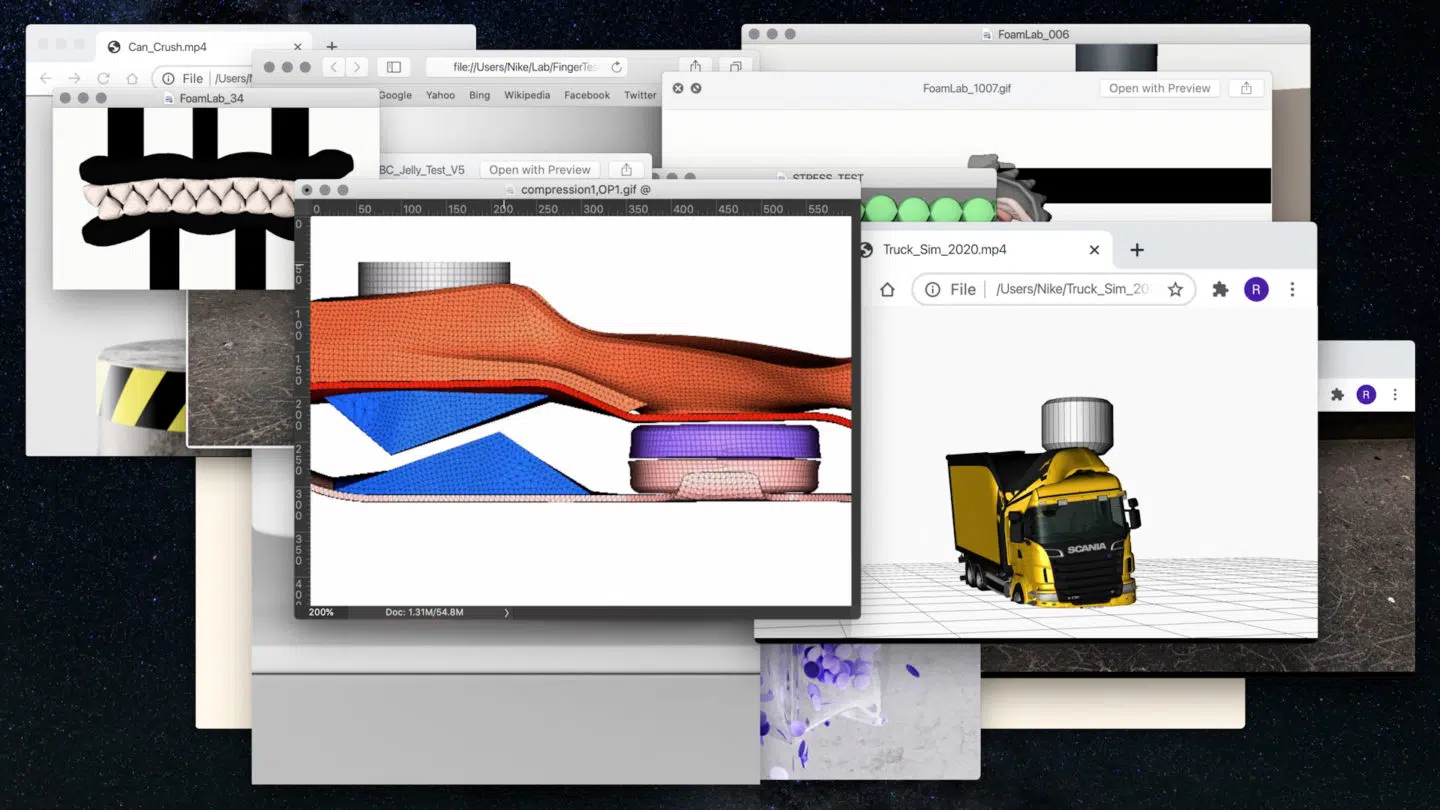 Can_Crush.mp4
File | /Users/
FoamLab_34
file://Users/Nike/Lab/FingerTes
Google Yahoo Bing Wikipedia Facebook Twitter
FoamLab_006
FoamLab_1007.gif
Open with Preview
BC_Jelly_Test_V5
Open with Preview
STRESS_TEST
compression1,OP1.gif @
0 50 100 150 200 250 300 350 400 450 500 550
0
50
100
150
200
250
300
350
400
200%
Doc: 1.31M/54.8M
Truck_Sim_2020.mp4
File | /Users/Nike/Truck_Sim_20
R
SCANIA
R